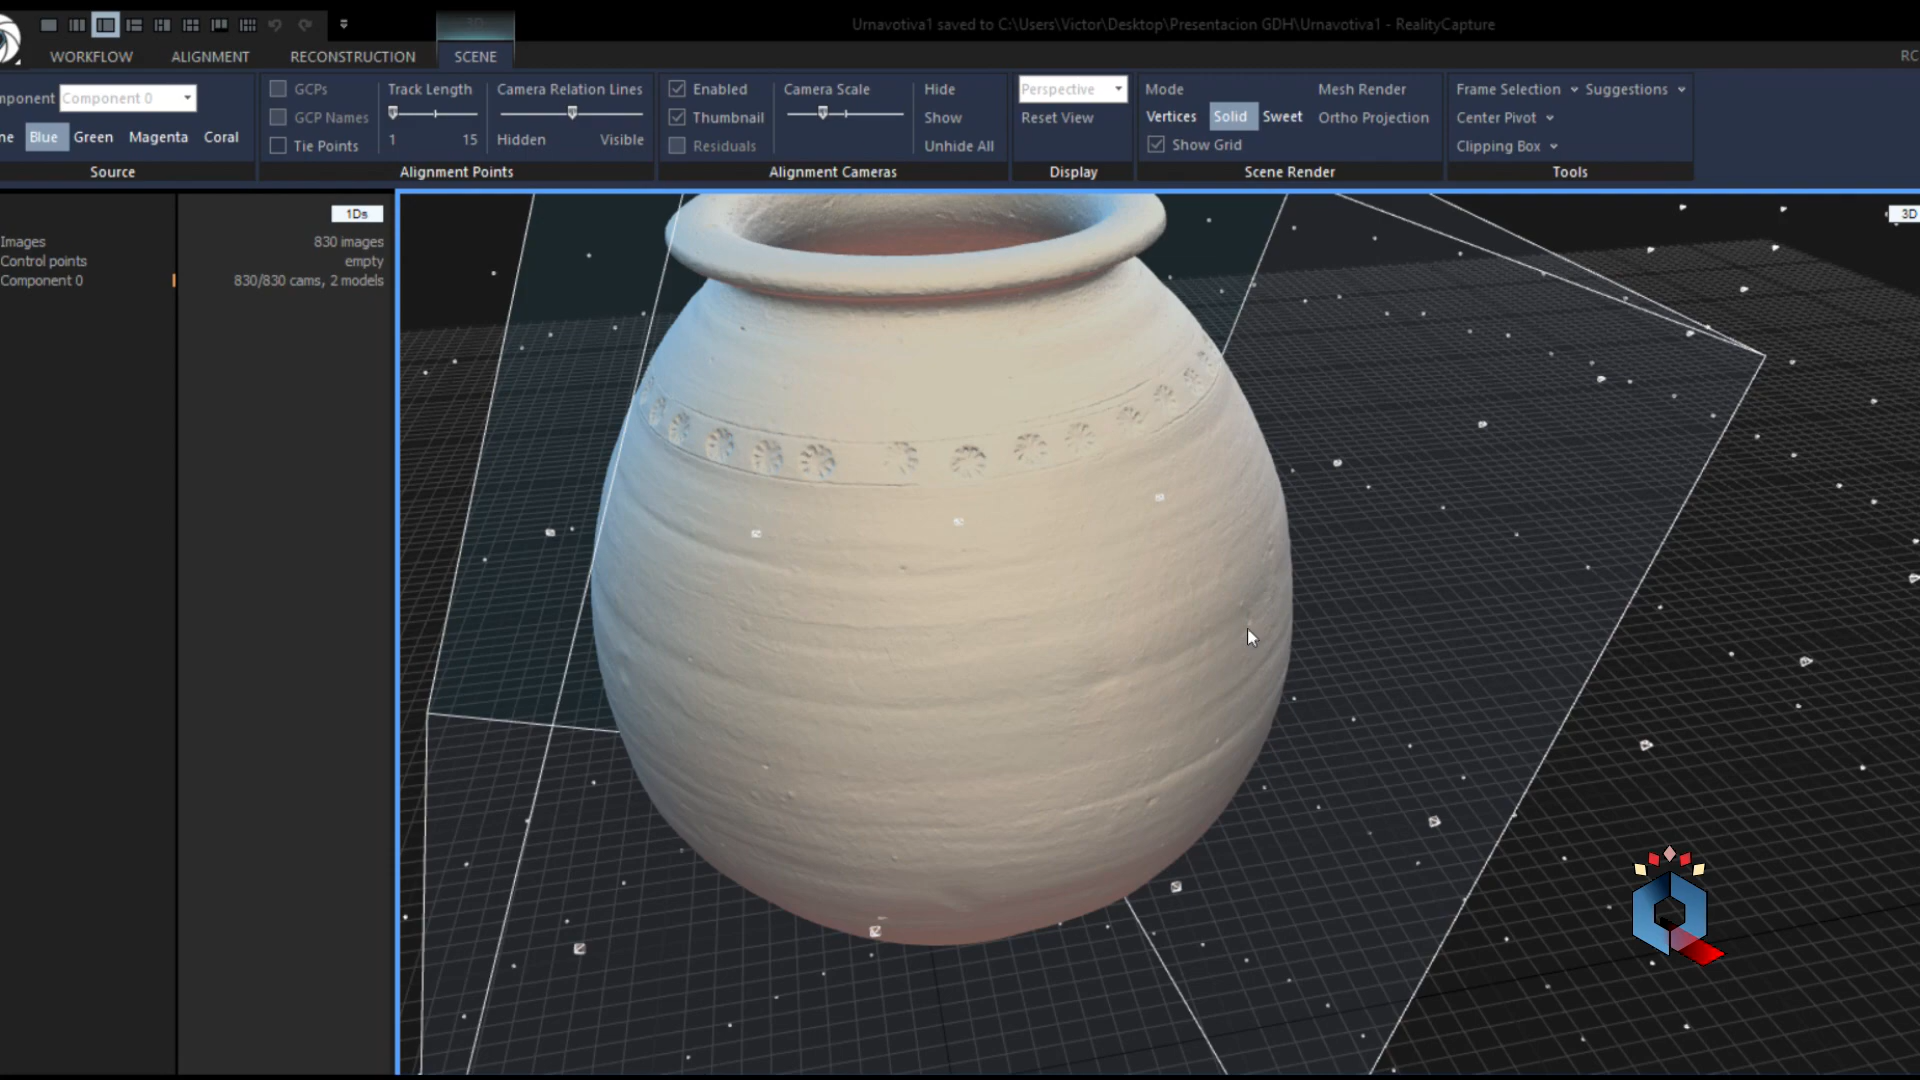 Urnavotiva1 saved to C:\Users\Victor\Desktop\Presentacion GDH\Urnavotiva1 - RealityCapture
WORKFLOW ALIGNMENT RECONSTRUCTION SCENE RC
mponent Component 0
ne Blue Green Magenta Coral
Source
GCPs
GCP Names
Tie Points
Track Length
1 15
Camera Relation Lines
Hidden Visible
Alignment Points
Enabled
Thumbnail
Residuals
Camera Scale
Hide
Show
Unhide All
Alignment Cameras
Perspective
Reset View
Display
Mode
Vertices Solid Sweet
Show Grid
Mesh Render
Ortho Projection
Scene Render
Frame Selection Suggestions
Center Pivot
Clipping Box
Tools
1Ds
Images 830 images
Control points empty
Component 0 830/830 cams, 2 models
3D